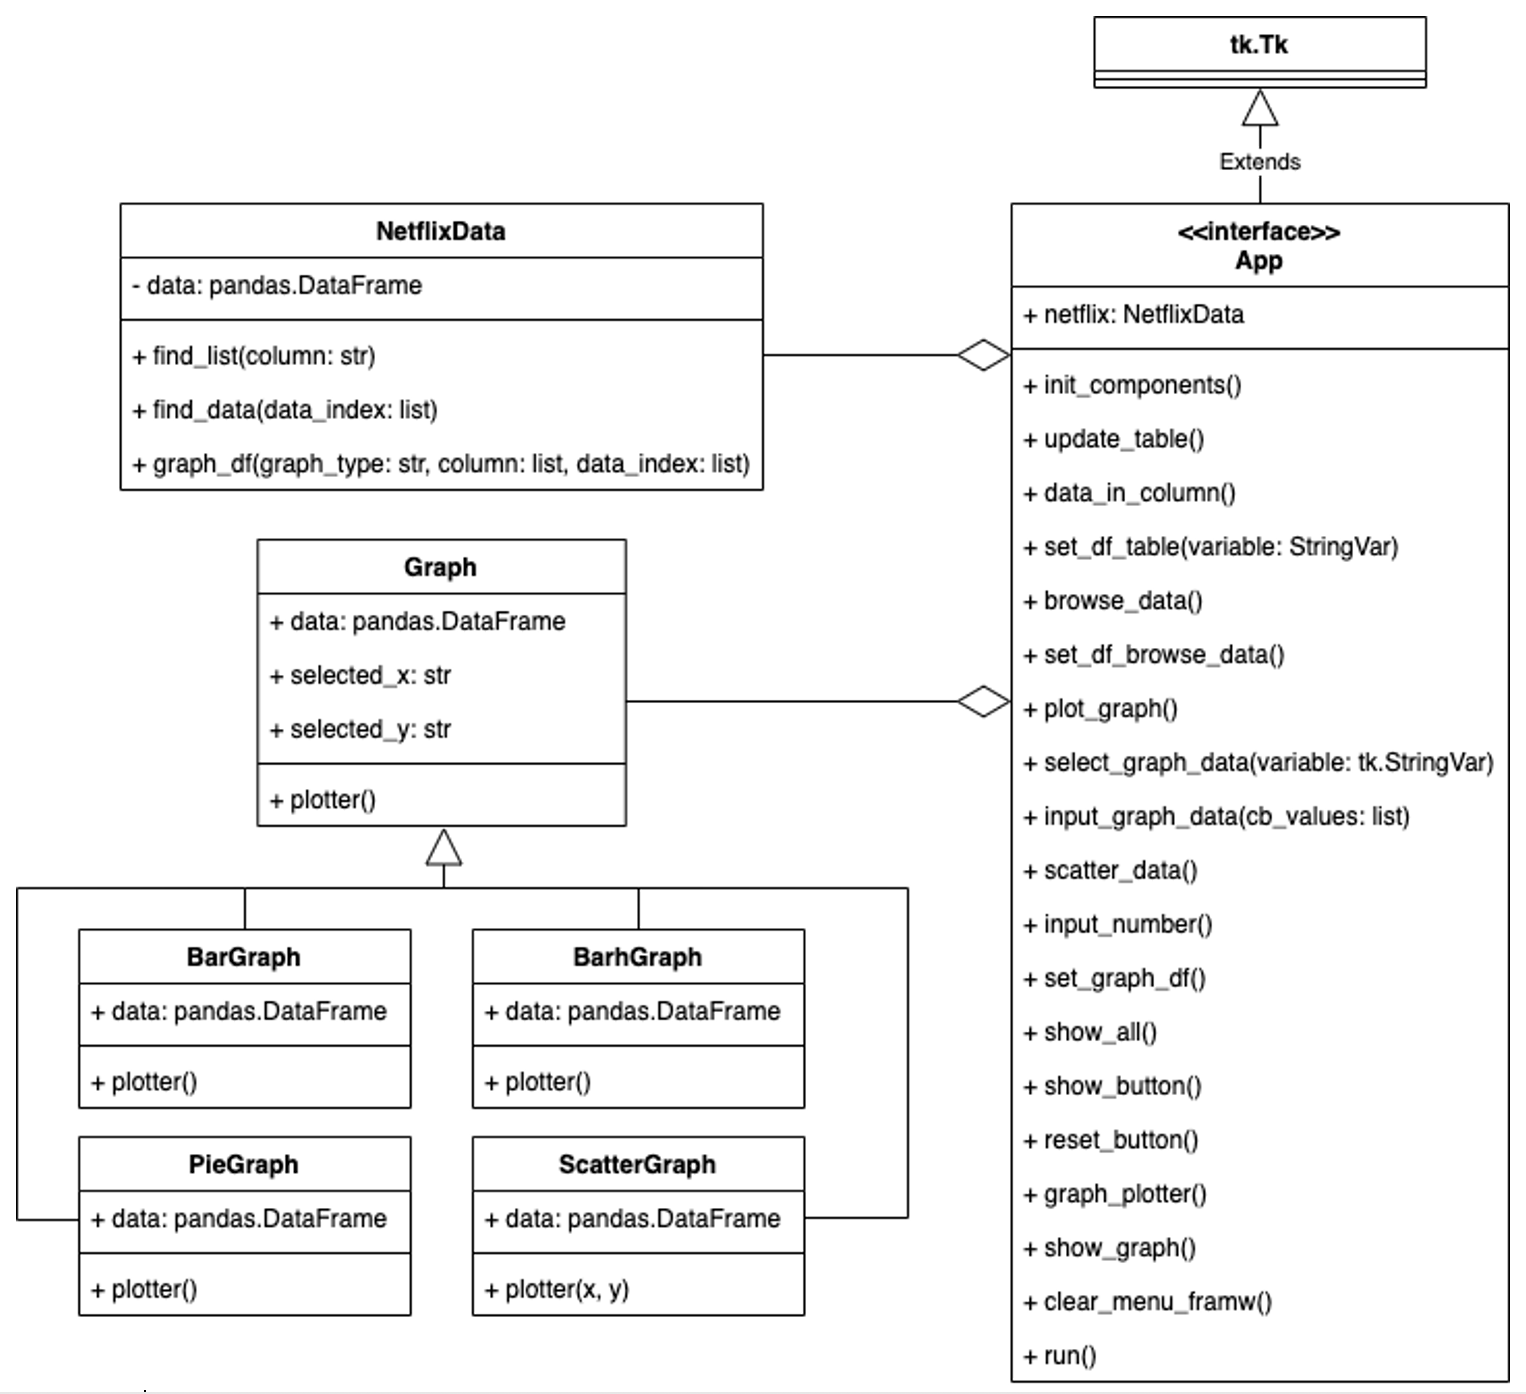 tk.Tk
Extends
NetflixData
- data: pandas.DataFrame
+ find_list(column: str)
+ find_data(data_index: list)
+ graph_df(graph_type: str, column: list, data_index: list)
<<interface>>
App
+ netflix: NetflixData
+ init_components()
+ update_table()
+ data_in_column()
+ set_df_table(variable: StringVar)
+ browse_data()
+ set_df_browse_data()
+ plot_graph()
+ select_graph_data(variable: tk.StringVar)
+ input_graph_data(cb_values: list)
+ scatter_data()
+ input_number()
+ set_graph_df()
+ show_all()
+ show_button()
+ reset_button()
+ graph_plotter()
+ show_graph()
+ clear_menu_framw()
+ run()
Graph
+ data: pandas.DataFrame
+ selected_x: str
+ selected_y: str
+ plotter()
BarGraph
+ data: pandas.DataFrame
+ plotter()
BarhGraph
+ data: pandas.DataFrame
+ plotter()
PieGraph
+ data: pandas.DataFrame
+ plotter()
ScatterGraph
+ data: pandas.DataFrame
+ plotter(x, y)